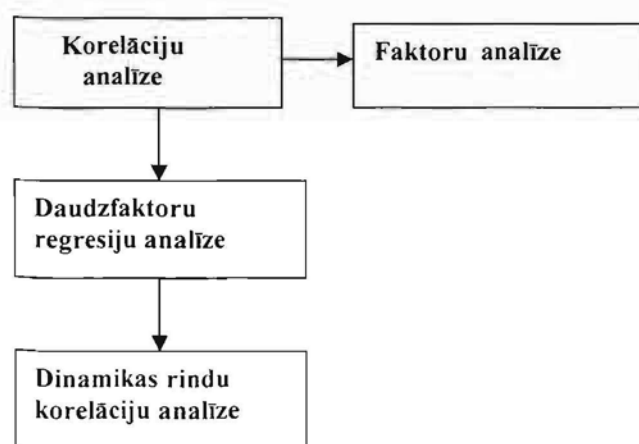 Korelāciju
analīze
Faktoru analīze
Daudzfaktoru
regresiju analīze
Dinamikas rindu
korelāciju analīze